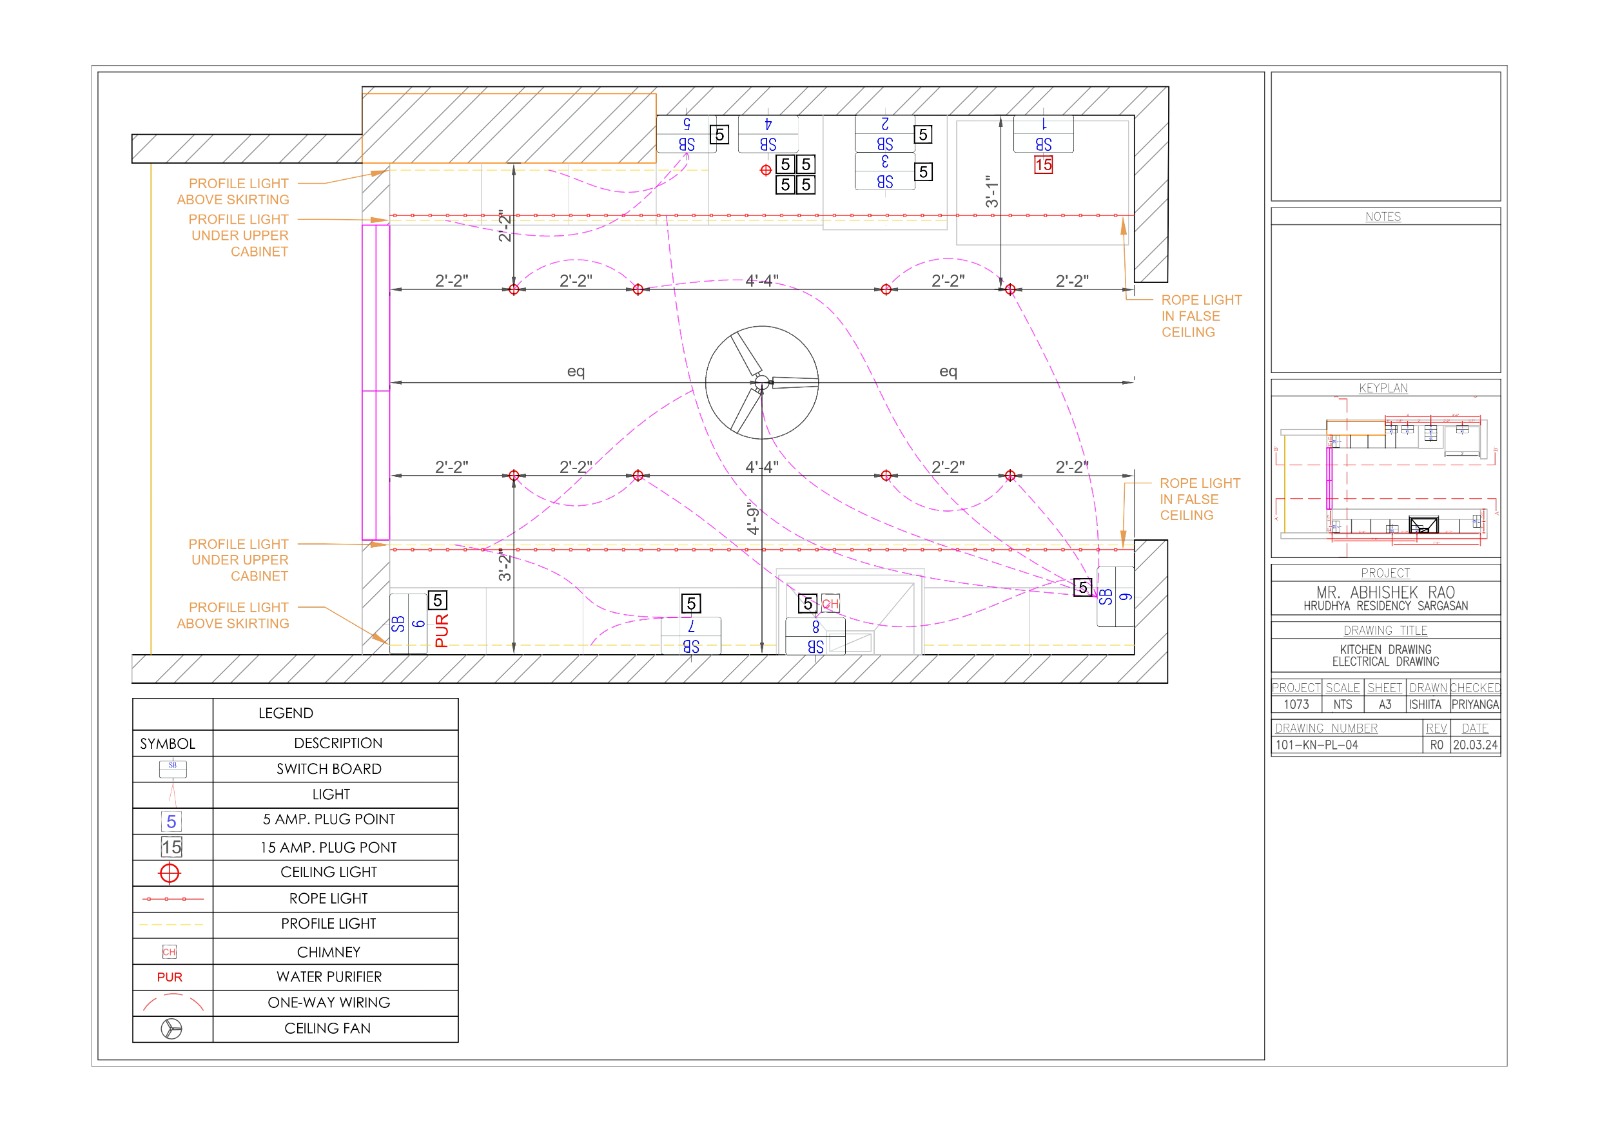 5
SB
5
4
SB
5 5
5 5
2
SB
5
3
SB
5
1
SB
15
3'-1"
PROFILE LIGHT
ABOVE SKIRTING
PROFILE LIGHT
UNDER UPPER
CABINET
2'-2"
2'-2" 2'-2" 4'-4" 2'-2" 2'-2"
ROPE LIGHT
IN FALSE
CEILING
eq eq
2'-2" 2'-2" 4'-4" 2'-2" 2'-2"
ROPE LIGHT
IN FALSE
CEILING
4'-9"
3'-2"
PROFILE LIGHT
UNDER UPPER
CABINET
PROFILE LIGHT
ABOVE SKIRTING
SB 6
5
PUR
5
7
SB
5 CH
8
SB
5
SB 9
LEGEND
SYMBOL DESCRIPTION
SB SWITCH BOARD
LIGHT
5 5 AMP. PLUG POINT
15 15 AMP. PLUG PONT
CEILING LIGHT
ROPE LIGHT
PROFILE LIGHT
CH CHIMNEY
PUR WATER PURIFIER
ONE-WAY WIRING
CEILING FAN
NOTES
KEYPLAN
PROJECT
MR. ABHISHEK RAO
HRUDHYA RESIDENCY SARGASAN
DRAWING TITLE
KITCHEN DRAWING
ELECTRICAL DRAWING
PROJECT SCALE SHEET DRAWN CHECKED
1073 NTS A3 ISHIITA PRIYANGA
DRAWING NUMBER REV DATE
101-KN-PL-04 R0 20.03.24